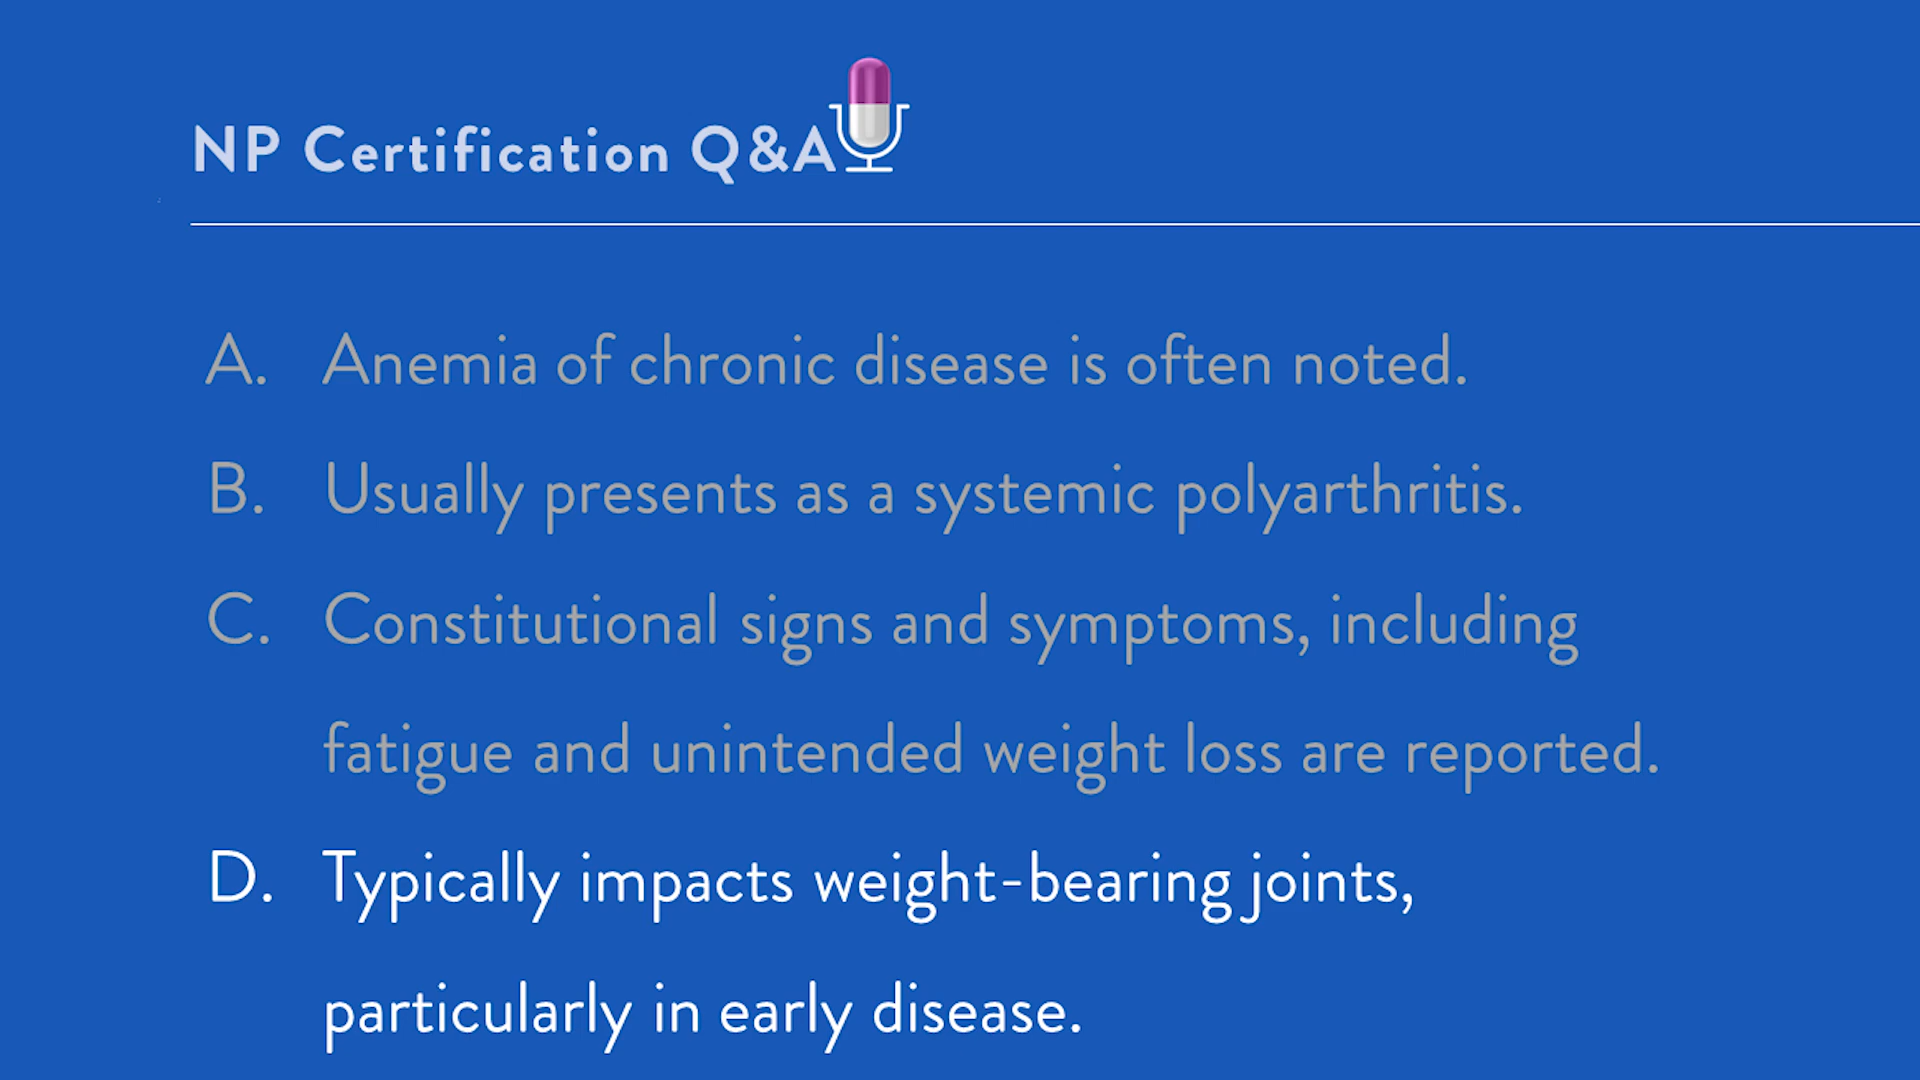 NP Certification Q&A
A. Anemia of chronic disease is often noted.
B. Usually presents as a systemic polyarthritis.
C. Constitutional signs and symptoms, including
fatigue and unintended weight loss are reported.
D. Typically impacts weight-bearing joints,
particularly in early disease.